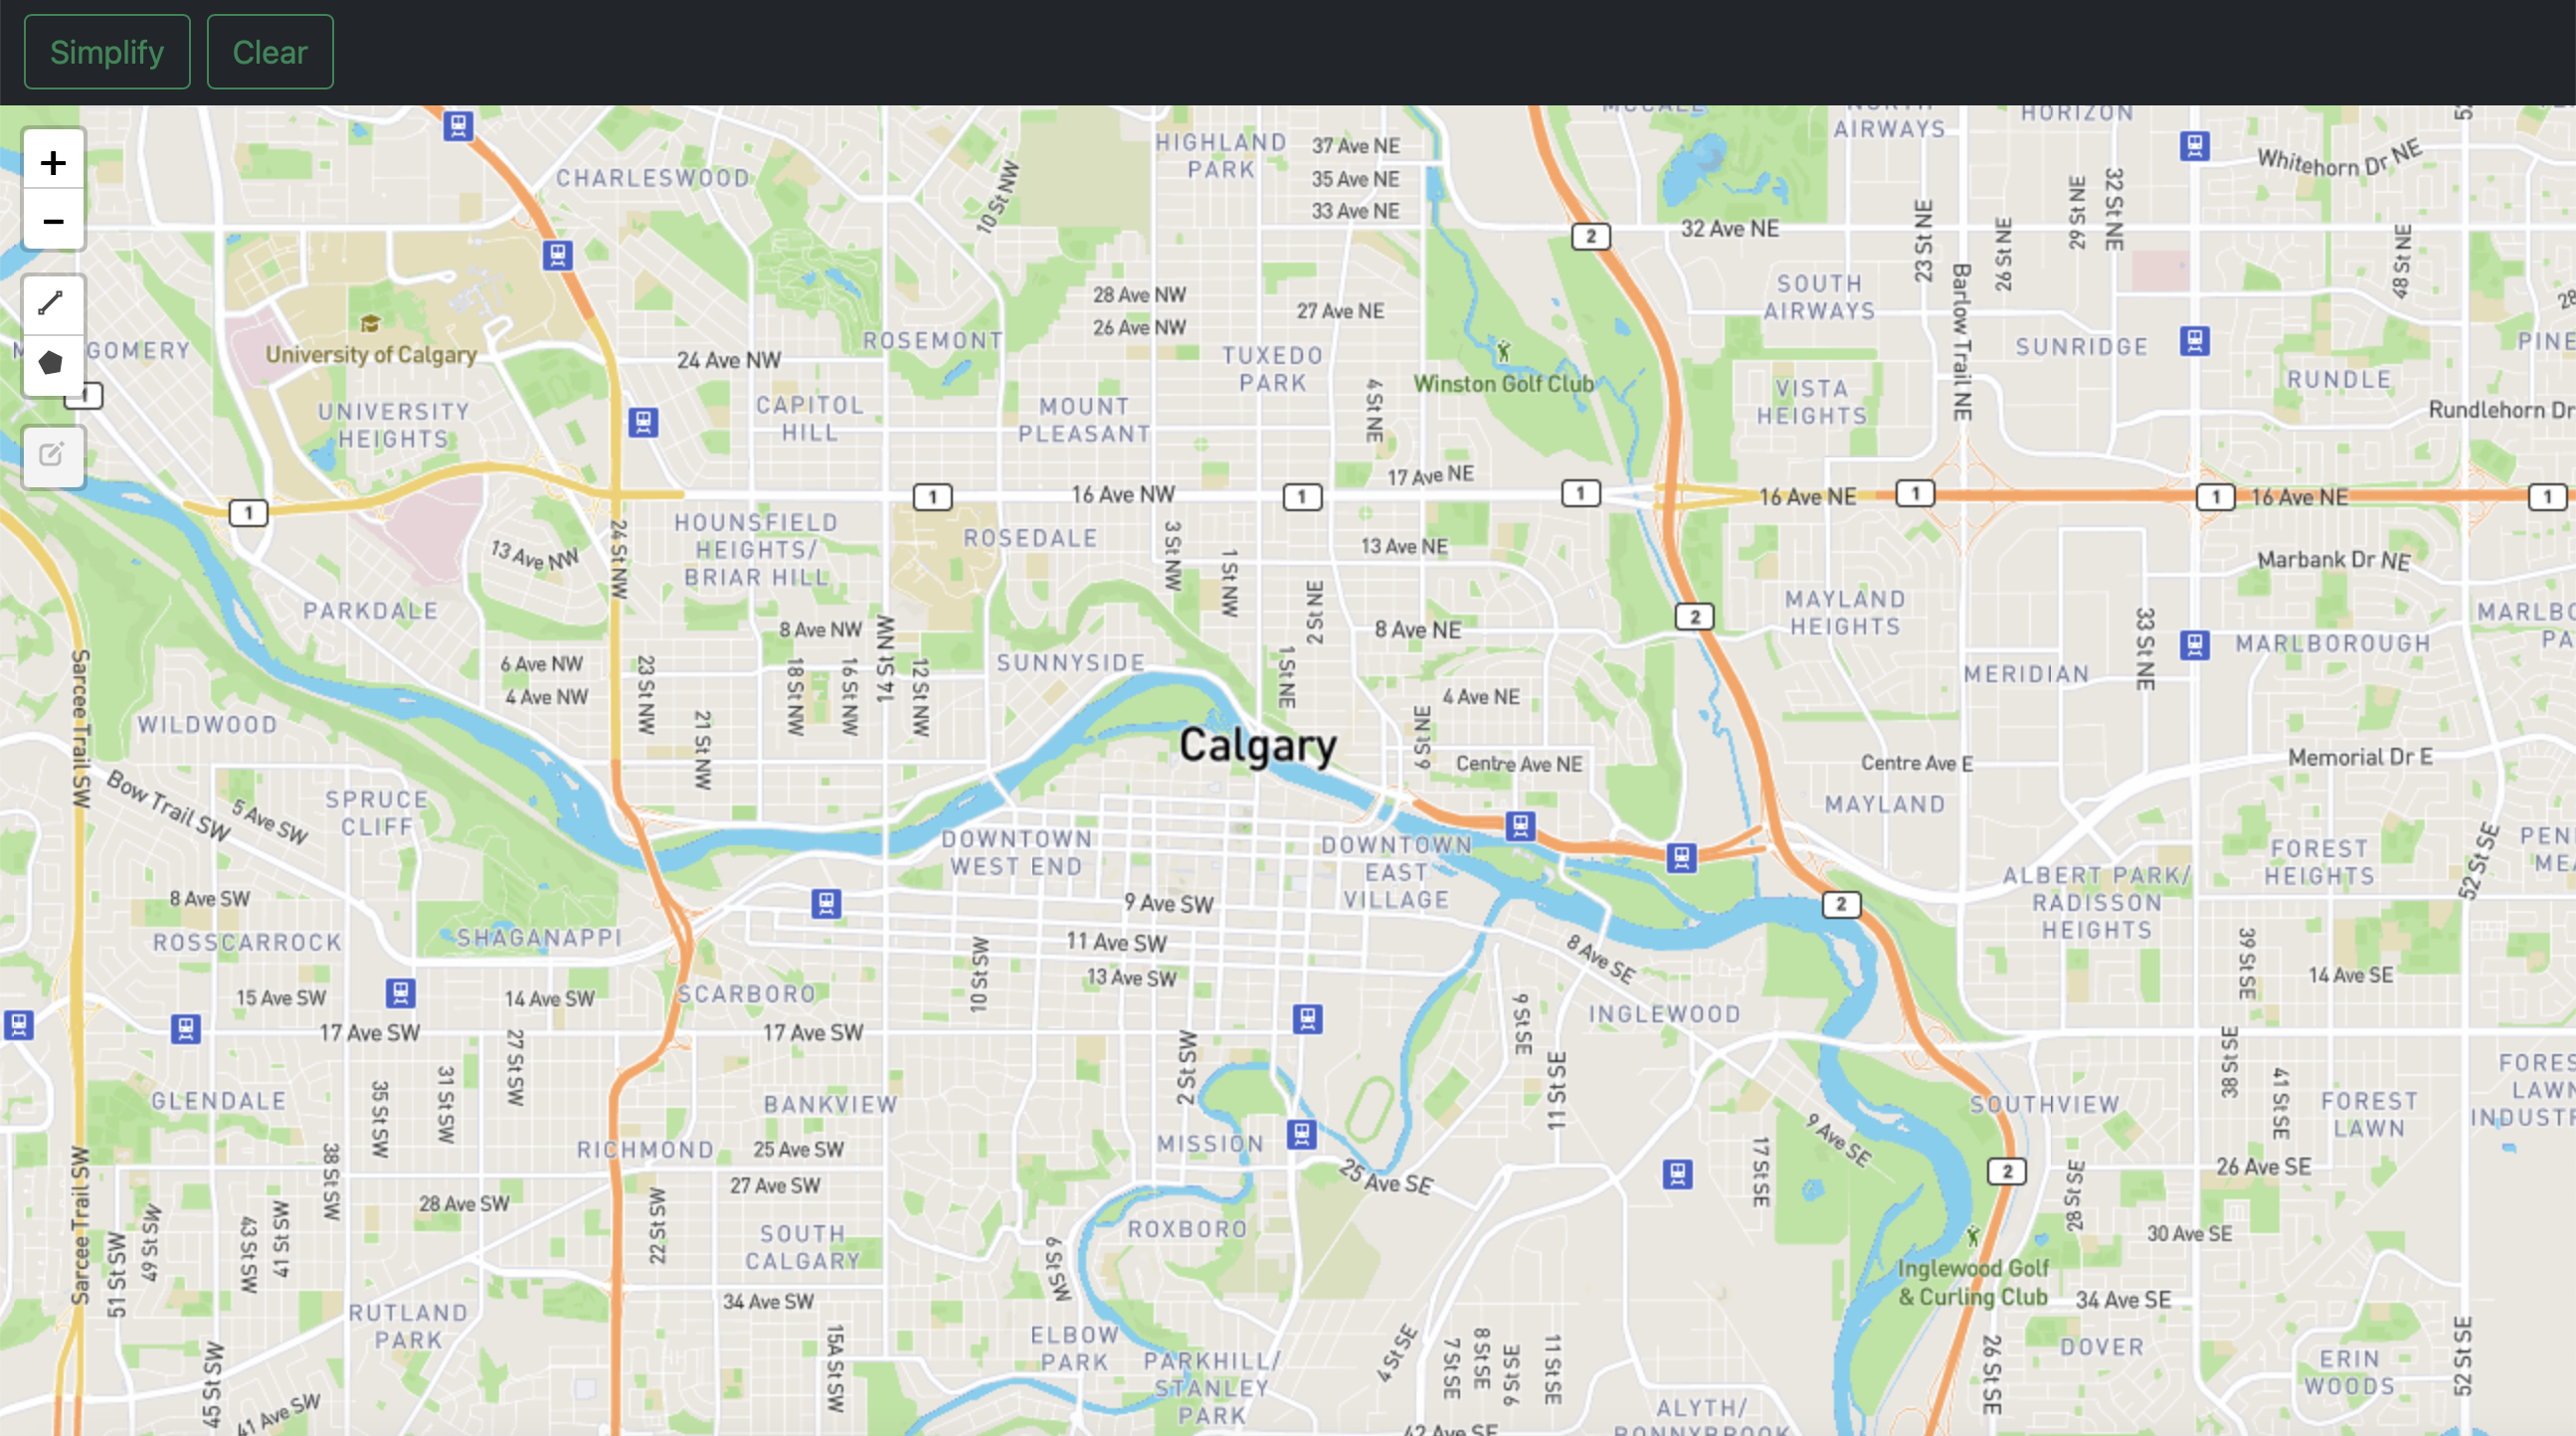 Simplify
Clear
+
−
HIGHLAND
PARK
37 Ave NE
35 Ave NE
33 Ave NE
NORTH
AIRWAYS
HORIZON
Whitehorn Dr NE
CHARLESWOOD
10 St NW
32 Ave NE
2
23 St NE
26 St NE
29 St NE
32 St NE
48 St NE
Barlow Trail NE
28 Ave NW
26 Ave NW
27 Ave NE
SOUTH
AIRWAYS
University of Calgary
GOMERY
24 Ave NW
ROSEMONT
TUXEDO
PARK
Winston Golf Club
SUNRIDGE
PINE
RUNDLE
UNIVERSITY
HEIGHTS
CAPITOL
HILL
MOUNT
PLEASANT
4 St NE
VISTA
HEIGHTS
Rundlehorn Dr
1
17 Ave NE
1
1
16 Ave NW
1
1
16 Ave NE
1
1
16 Ave NE
1
13 Ave NW
24 St NW
HOUNSFIELD
HEIGHTS/
BRIAR HILL
ROSEDALE
3 St NW
1 St NW
13 Ave NE
2 St NE
Marbank Dr NE
PARKDALE
8 Ave NW
8 Ave NE
2
MAYLAND
HEIGHTS
33 St NE
MARLBOROUGH
MARLBO
PA
6 Ave NW
4 Ave NW
23 St NW
21 St NW
18 St NW
16 St NW
14 St NW
12 St NW
SUNNYSIDE
1 St NE
4 Ave NE
MERIDIAN
Sarcee Trail SW
WILDWOOD
Calgary
6 St NE
Centre Ave NE
Centre Ave E
Memorial Dr E
Bow Trail SW
5 Ave SW
SPRUCE
CLIFF
MAYLAND
DOWNTOWN
WEST END
DOWNTOWN
EAST
VILLAGE
FOREST
HEIGHTS
52 St SE
PEN
ME
8 Ave SW
9 Ave SW
2
ALBERT PARK/
RADISSON
HEIGHTS
ROSSCARROCK
SHAGANAPPI
11 Ave SW
13 Ave SW
10 St SW
8 Ave SE
39 St SE
14 Ave SE
15 Ave SW
14 Ave SW
SCARBORO
INGLEWOOD
9 St SE
17 Ave SW
17 Ave SW
27 St SW
2 St SW
11 St SE
38 St SE
41 St SE
GLENDALE
35 St SW
31 St SW
BANKVIEW
SOUTHVIEW
FOREST
LAWN
FORES
LAWN
INDUSTR
9 Ave SE
RICHMOND
25 Ave SW
MISSION
25 Ave SE
17 St SE
2
26 Ave SE
Sarcee Trail SW
38 St SW
27 Ave SW
28 Ave SW
22 St SW
28 St SE
51 St SW
49 St SW
43 St SW
41 St SW
SOUTH
CALGARY
ROXBORO
6 St SW
30 Ave SE
Inglewood Golf
& Curling Club
34 Ave SW
34 Ave SE
RUTLAND
PARK
15A St SW
ELBOW
PARK
PARKHILL/
STANLEY
PARK
4 St SE
7 St SE
8 St SE
11 St SE
26 St SE
DOVER
ERIN
WOODS
52 St SE
45 St SW
41 Ave SW
42 Ave SE
ALYTH/
BONNYBROOK